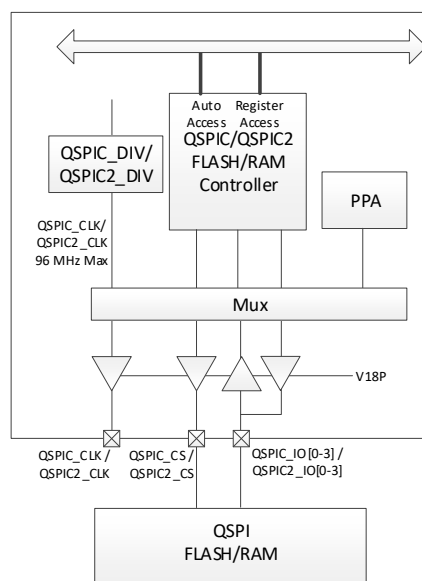 Auto Register
Access Access
QSPIC/QSPIC2
FLASH/RAM
Controller
QSPIC_DIV/
QSPIC2_DIV
PPA
QSPIC_CLK/
QSPIC2_CLK
96 MHz Max
Mux
V18P
QSPIC_CLK /
QSPIC2_CLK
QSPIC_CS /
QSPIC2_CS
QSPIC_IO[0-3] /
QSPIC2_IO[0-3]
QSPI
FLASH/RAM